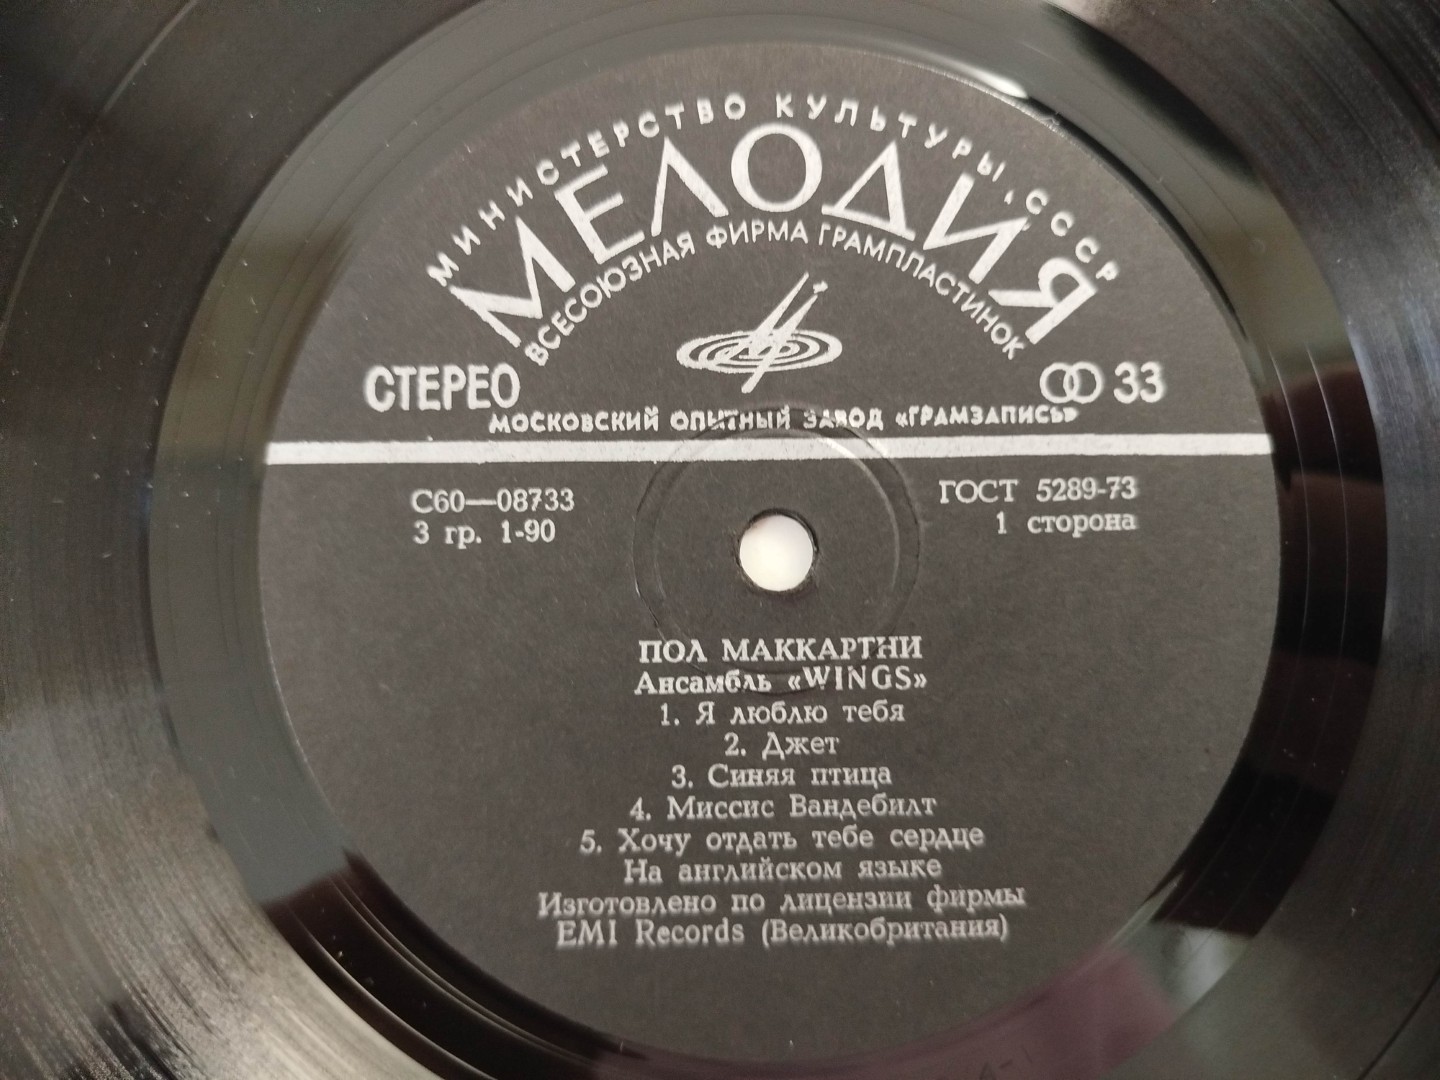 МИНИСТЕРСТВО КУЛЬТУРЫ СССР
МЕЛОДИЯ
ВСЕСОЮЗНАЯ ФИРМА ГРАМПЛАСТИНОК
СТЕРЕО
33
МОСКОВСКИЙ ОПЫТНЫЙ ЗАВОД «ГРАМЗАПИСЬ»
С60—08733
ГОСТ 5289-73
3 гр. 1-90
1 сторона
ПОЛ МАККАРТНИ
Ансамбль «WINGS»
1. Я люблю тебя
2. Джет
3. Синяя птица
4. Миссис Вандебилт
5. Хочу отдать тебе сердце
На английском языке
Изготовлено по лицензии фирмы
EMI Records (Великобритания)